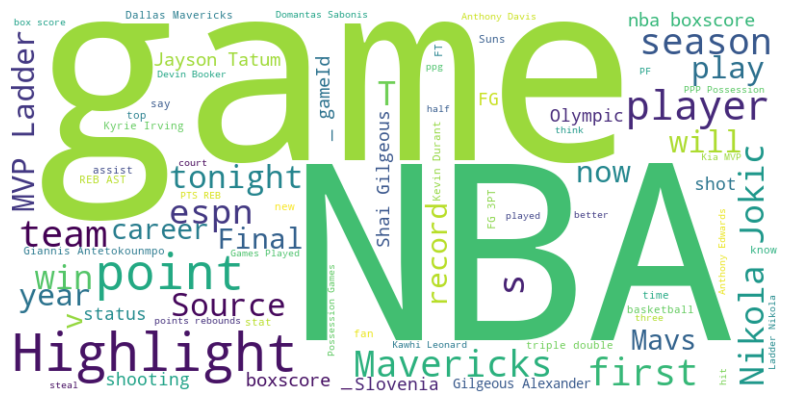 box score
Dallas Mavericks
Domantas Sabonis
Anthony Davis
nba boxscore
game
Jayson Tatum
Devin Booker
MVP Ladder
say
top
Kyrie Irving
_ gameId
T
FT
ppg
half
Suns
FG
Olympic
season
play
PF
PPP Possession
player
will
Kia MVP
think
assist
REB AST
court
tonight
PTS REB
new
espn
team
career
Final
Giannis Antetokounmpo
Games Played
NBA
Shai Gilgeous
record
Kevin Durant
FG 3PT
played
better
s
now
shot
Nikola Jokic
know
Anthony Edwards
Ladder Nikola
win
point
year
>
status
Source
points rebounds
stat
Possession Games
time
basketball
three
Highlight
fan
Kawhi Leonard
triple double
Mavs
Mavericks
first
hit
steal
shooting
boxscore _
Slovenia
Gilgeous Alexander